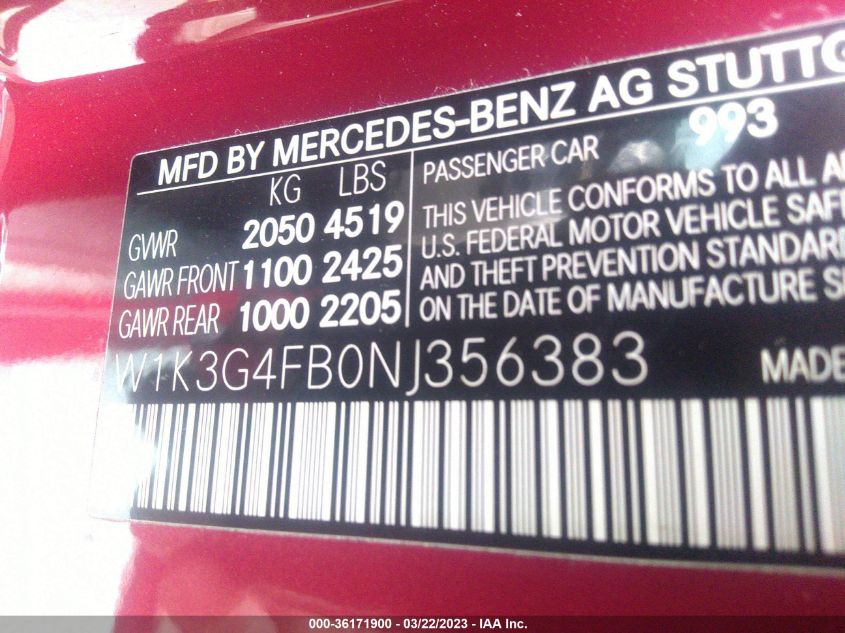 MFD BY MERCEDES-BENZ AG STUTTG
KG LBS
GVWR 2050 4519
GAWR FRONT 1100 2425
GAWR REAR 1000 2205
PASSENGER CAR 993
THIS VEHICLE CONFORMS TO ALL A
U.S. FEDERAL MOTOR VEHICLE SAF
AND THEFT PREVENTION STANDARD
ON THE DATE OF MANUFACTURE S
W1K3G4FB0NJ356383
MADE
000-36171900 - 03/22/2023 - IAA Inc.